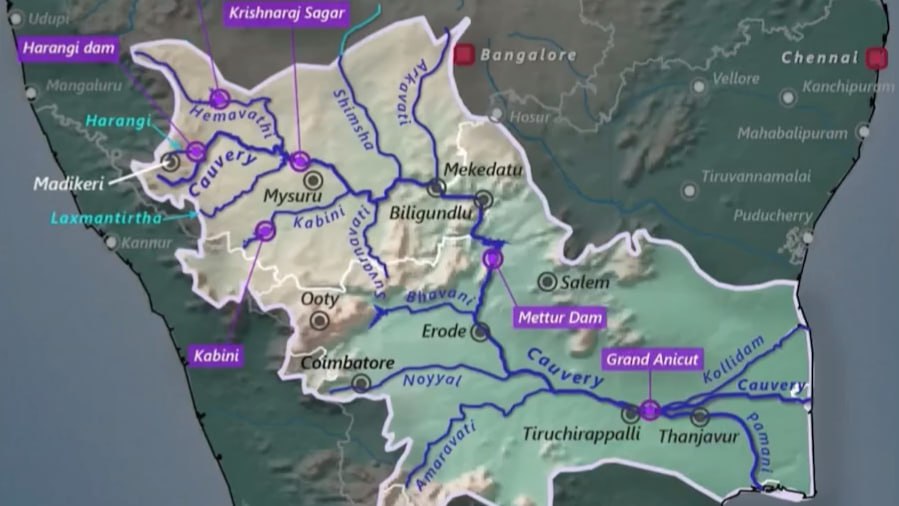 Krishnaraj Sagar
Udupi
Harangi dam
Bangalore
Chennai
Mangaluru
Vellore
Kanchipuram
Hemavathi
Shimsha
Arkavati
Hosur
Harangi
Mahabalipuram
Cauvery
Madikeri
Mysuru
Mekedatu
Tiruvannamalai
Laxmantirtha
Kabini
Biligundlu
Puducherry
Kannur
Suvarnavati
Salem
Ooty
Bhavani
Mettur Dam
Erode
Kabini
Coimbatore
Noyyal
Cauvery
Grand Anicut
Kollidam
Cauvery
Tiruchirappalli
Thanjavur
Pamani
Amaravati